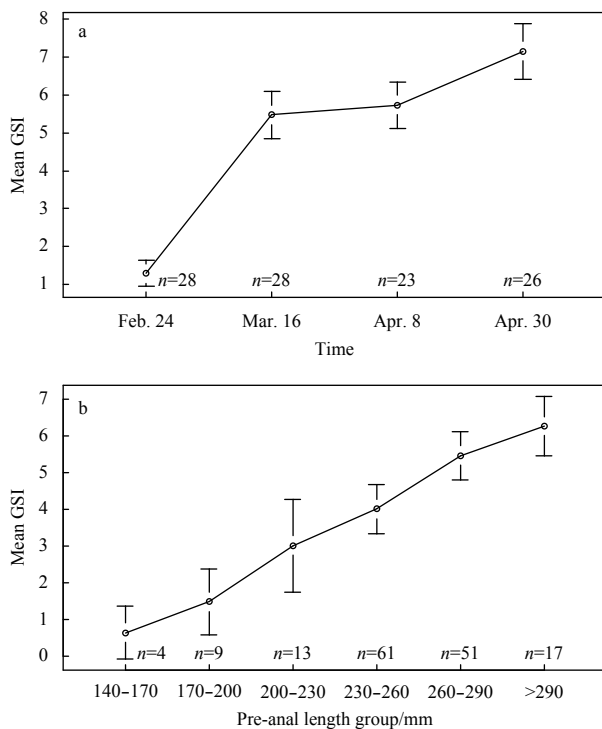 a
Mean GSI
8
7
6
5
4
3
2
1
n=28 n=28 n=23 n=26
Feb. 24 Mar. 16 Apr. 8 Apr. 30
Time
b
Mean GSI
7
6
5
4
3
2
1
0
n=4 n=9 n=13 n=61 n=51 n=17
140–170 170–200 200–230 230–260 260–290 >290
Pre-anal length group/mm